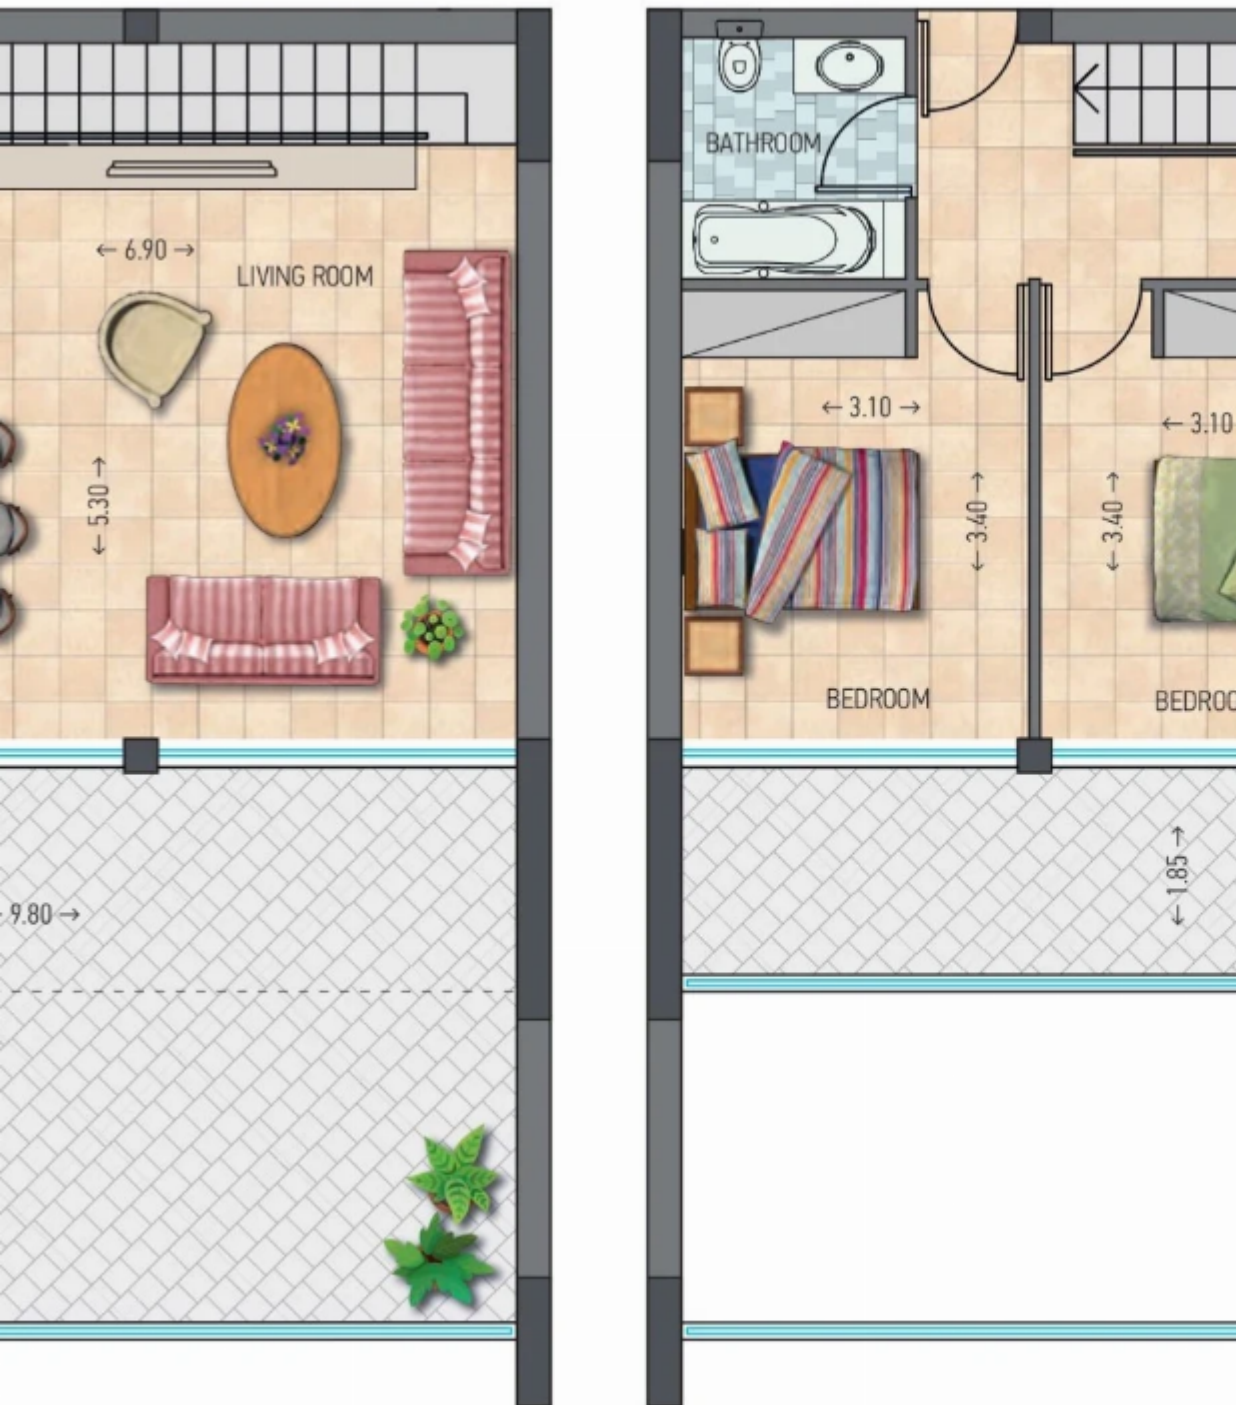 ← 6.90 →
LIVING ROOM
← 5.30 →
9.80 →
BATHROOM
← 3.10 →
← 3.40 →
BEDROOM
← 3.10
← 3.40 →
BEDROO
← 1.85 →